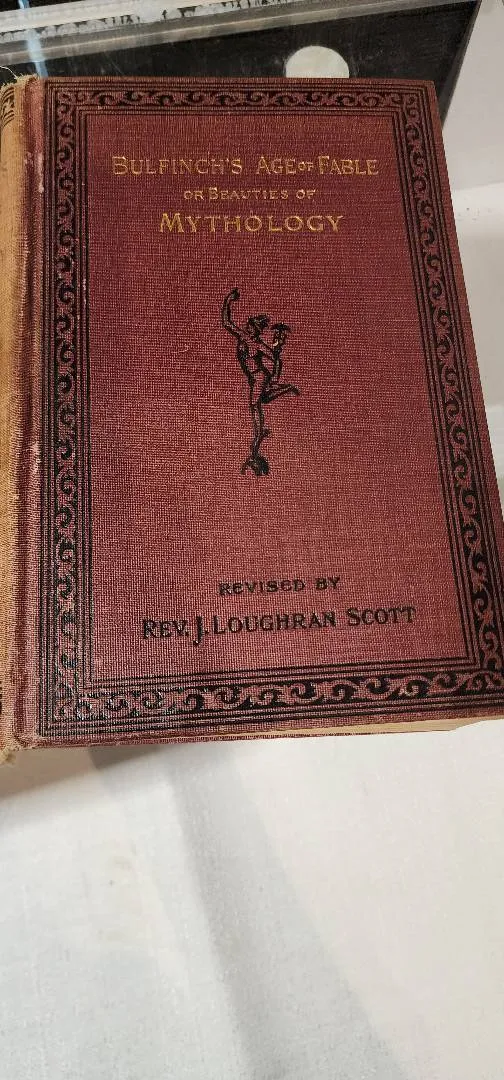 BULFINCH'S AGE OF FABLE
OR BEAUTIES OF
MYTHOLOGY
REVISED BY
REV. J. LOUGHRAN SCOTT